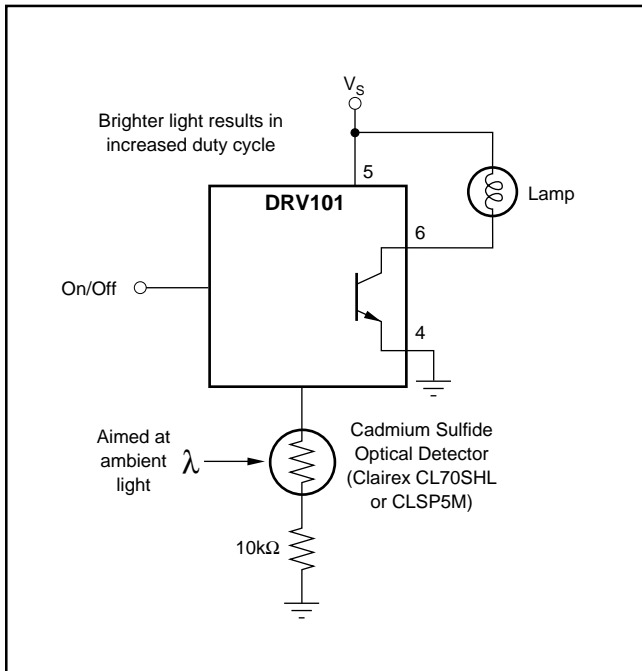 V_S
Brighter light results in
increased duty cycle
5
DRV101
Lamp
6
On/Off
4
Aimed at
ambient
light
λ
Cadmium Sulfide
Optical Detector
(Clairex CL70SHL
or CLSP5M)
10kΩ